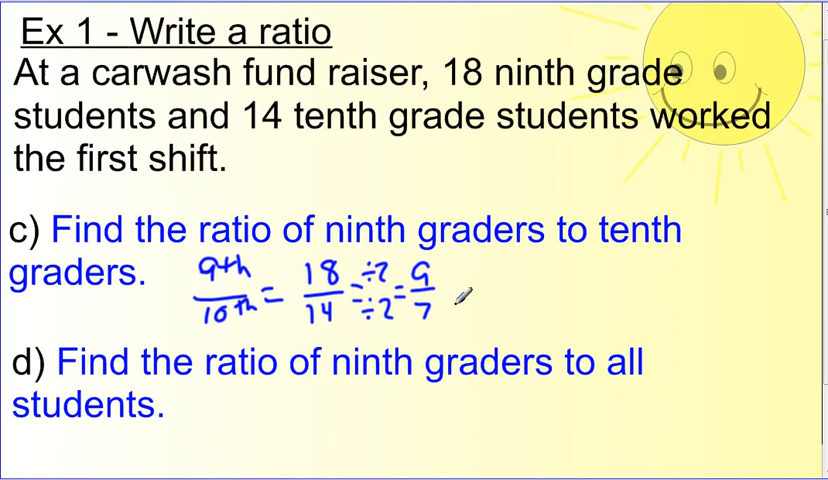 Ex 1 - Write a ratio
At a carwash fund raiser, 18 ninth grade
students and 14 tenth grade students worked
the first shift.
c) Find the ratio of ninth graders to tenth
graders. 9th/10th = 18/14 ÷2/÷2 = 9/7
d) Find the ratio of ninth graders to all
students.